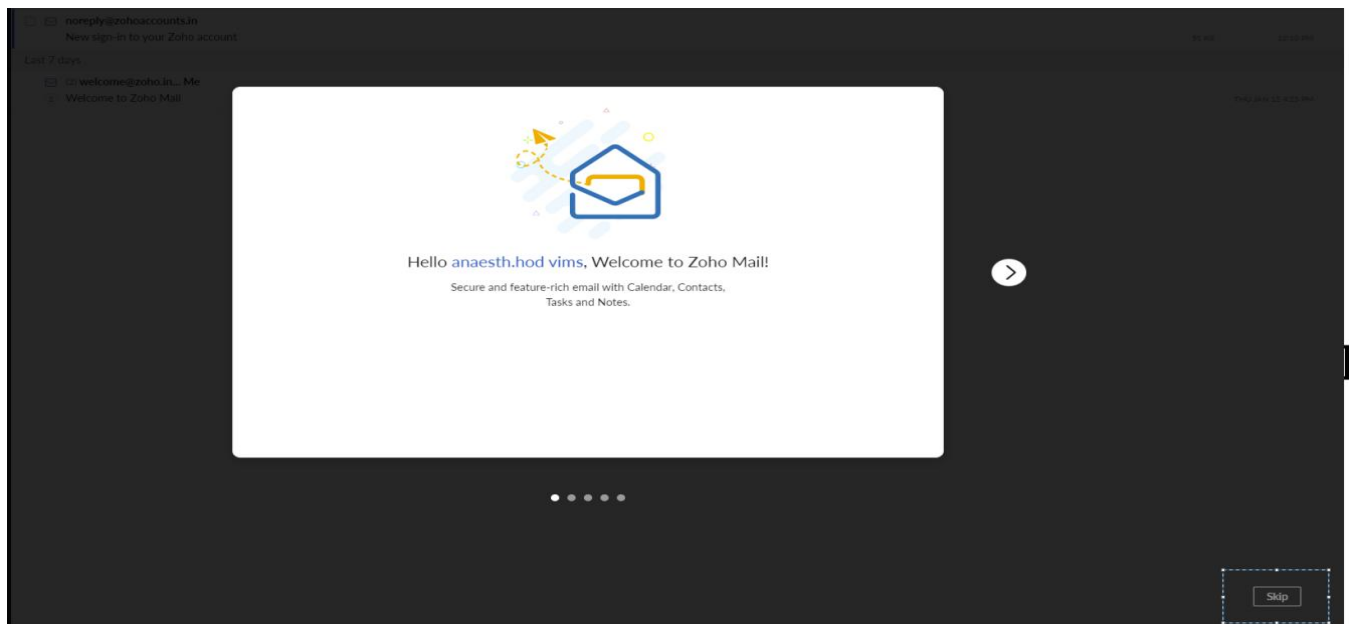 noreply@zohoaccounts.in
New sign-in to your Zoho account
Last 7 days
welcome@zoho.in... Me
Welcome to Zoho Mail
Hello anaesth.hod vims, Welcome to Zoho Mail!
Secure and feature-rich email with Calendar, Contacts,
Tasks and Notes.
Skip